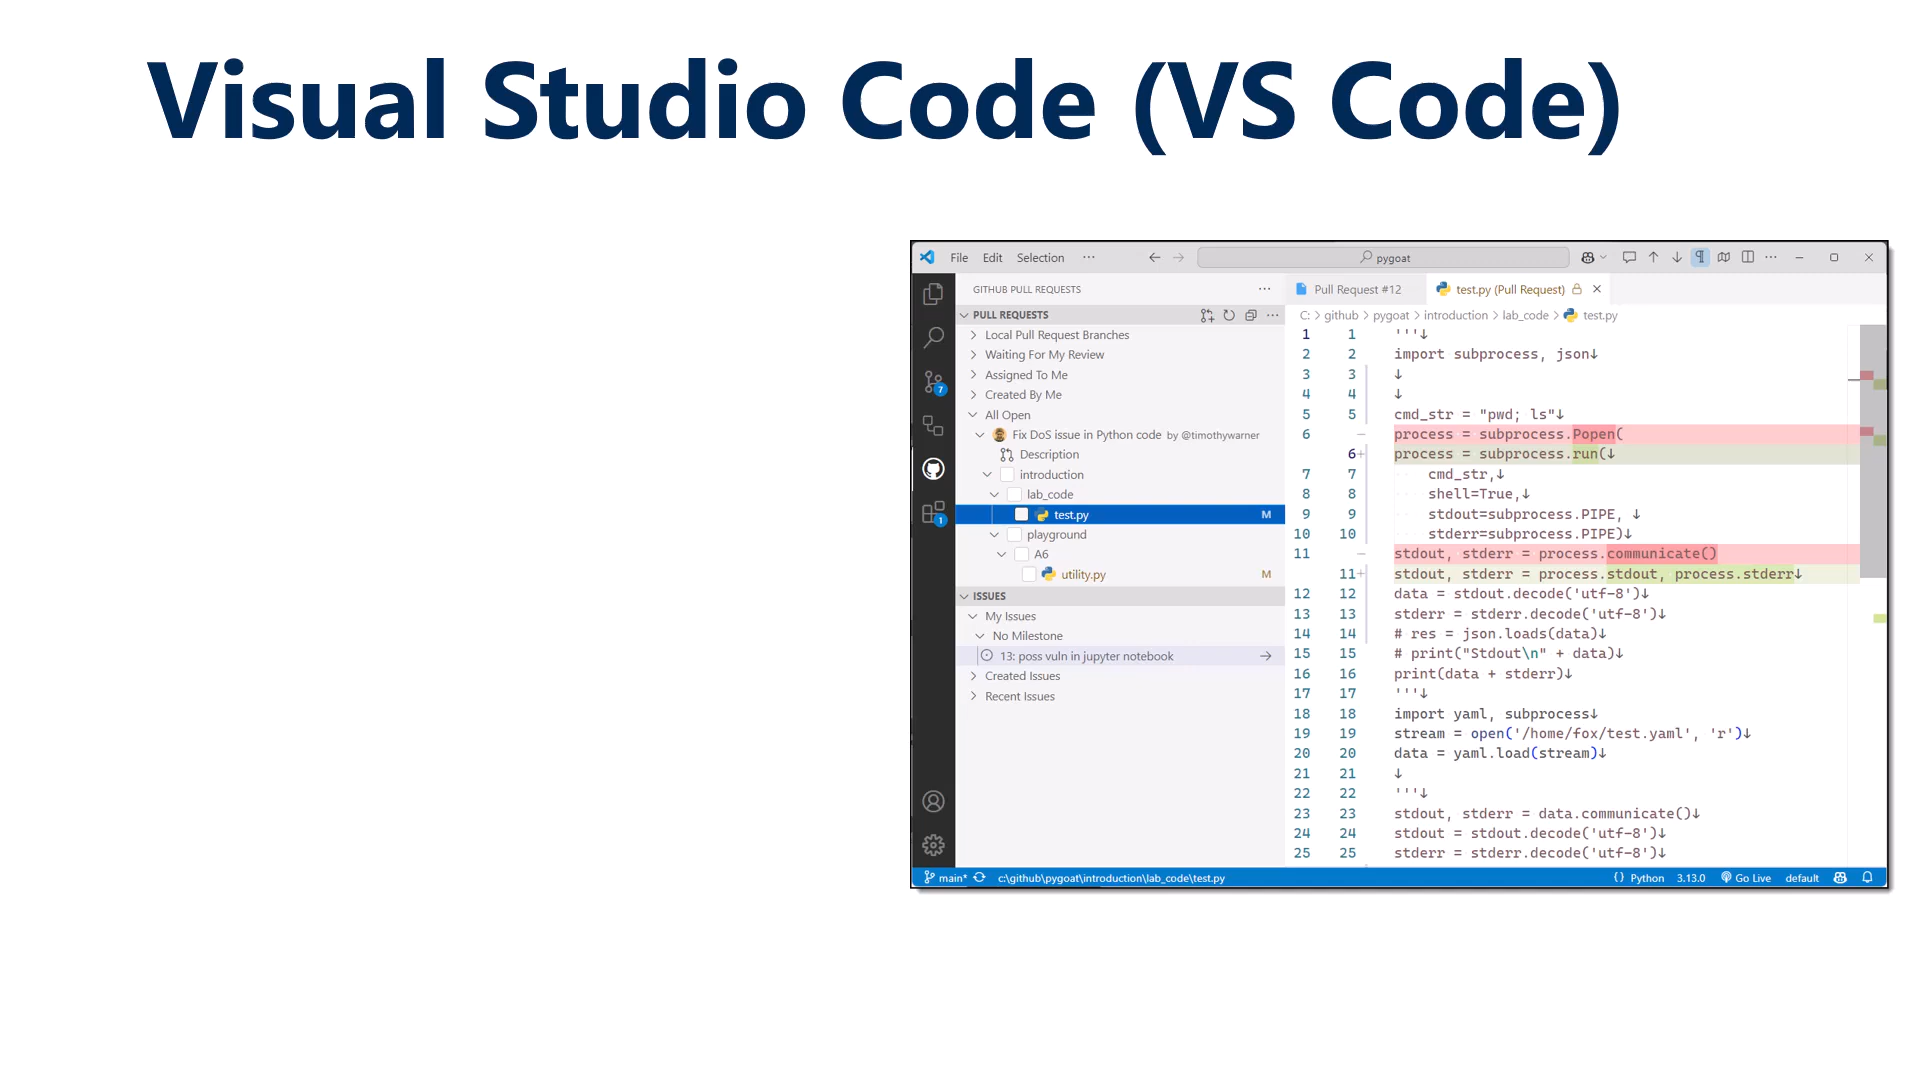 Visual Studio Code (VS Code)
File Edit Selection ··· pygoat
GITHUB PULL REQUESTS ···
PULL REQUESTS ···
Local Pull Request Branches
Waiting For My Review
Assigned To Me
Created By Me
All Open
Fix DoS issue in Python code by @timothywarner
Description
introduction
lab_code
test.py M
playground
A6
utility.py M
ISSUES
My Issues
No Milestone
13: poss vuln in jupyter notebook
Created Issues
Recent Issues
7
1
Pull Request #12 test.py (Pull Request)
C: > github > pygoat > introduction > lab_code > test.py
1 1 '''↓
2 2 import subprocess, json↓
3 3 ↓
4 4 ↓
5 5 cmd_str = "pwd; ls"↓
6 — process = subprocess.Popen(
6+ process = subprocess.run(↓
7 7 cmd_str,↓
8 8 shell=True,↓
9 9 stdout=subprocess.PIPE, ↓
10 10 stderr=subprocess.PIPE)↓
11 — stdout, stderr = process.communicate()
11+ stdout, stderr = process.stdout, process.stderr↓
12 12 data = stdout.decode('utf-8')↓
13 13 stderr = stderr.decode('utf-8')↓
14 14 # res = json.loads(data)↓
15 15 # print("Stdout\n" + data)↓
16 16 print(data + stderr)↓
17 17 '''↓
18 18 import yaml, subprocess↓
19 19 stream = open('/home/fox/test.yaml', 'r')↓
20 20 data = yaml.load(stream)↓
21 21 ↓
22 22 '''↓
23 23 stdout, stderr = data.communicate()↓
24 24 stdout = stdout.decode('utf-8')↓
25 25 stderr = stderr.decode('utf-8')↓
main* c:\github\pygoat\introduction\lab_code\test.py {} Python 3.13.0 Go Live default